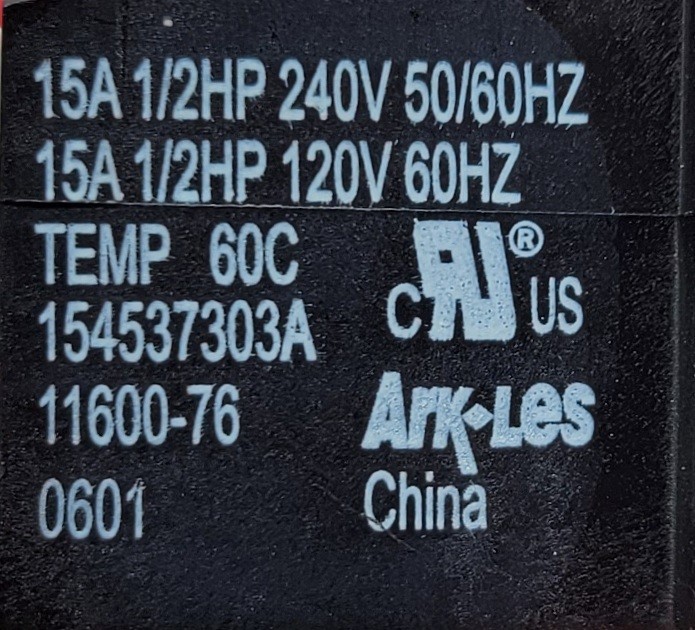 15A 1/2HP 240V 50/60HZ
15A 1/2HP 120V 60HZ
TEMP 60C
154537303A
C RU® US
11600-76
Ark-Les
0601
China